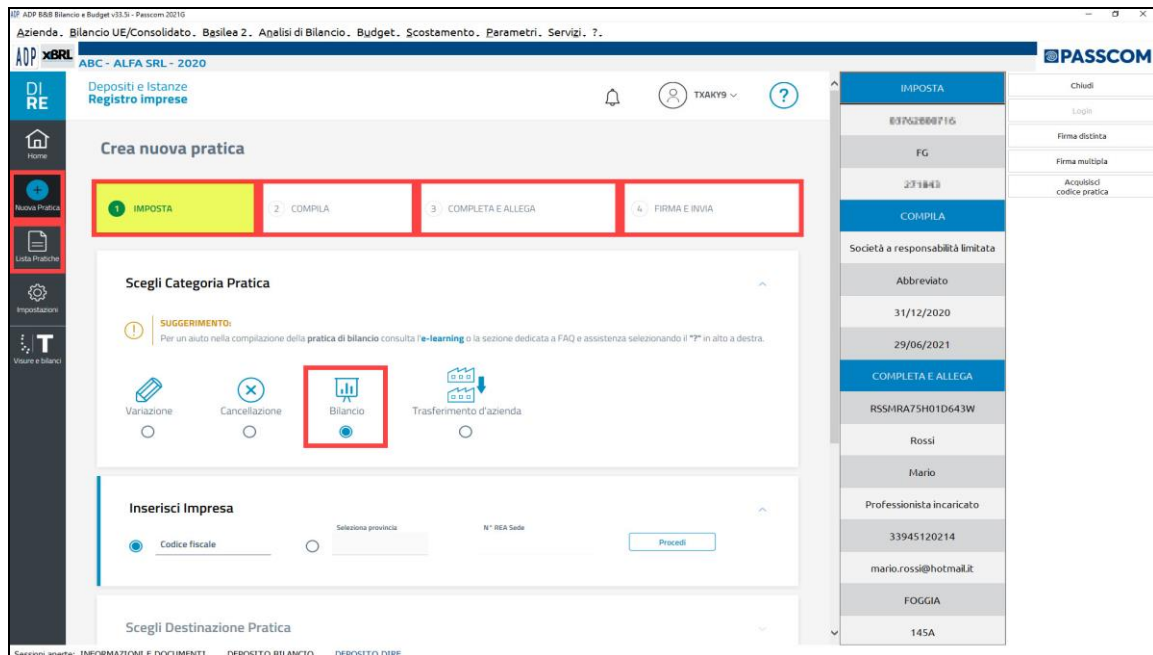 ADP B&B Bilancio e Budget v33.5i - Passcom 2021G
Azienda. Bilancio UE/Consolidato. Basilea 2. Analisi di Bilancio. Budget. Scostamento. Parametri. Servizi. ?.
ADP XBRL
ABC - ALFA SRL - 2020
PASSCOM
DI
RE
Depositi e Istanze
Registro imprese
TXAKY9
?
Home
Nuova Pratica
Lista Pratiche
Impostazioni
T
Visure e bilanci
Crea nuova pratica
1 IMPOSTA
2 COMPILA
3 COMPLETA E ALLEGA
4 FIRMA E INVIA
Scegli Categoria Pratica
SUGGERIMENTO:
Per un aiuto nella compilazione della pratica di bilancio consulta l'e-learning o la sezione dedicata a FAQ e assistenza selezionando il "?" in alto a destra.
Variazione
Cancellazione
Bilancio
Trasferimento d'azienda
Inserisci Impresa
Codice fiscale
Seleziona provincia
N° REA Sede
Procedi
Scegli Destinazione Pratica
IMPOSTA
FG
COMPILA
Società a responsabilità limitata
Abbreviato
31/12/2020
29/06/2021
COMPLETA E ALLEGA
RSSMRA75H01D643W
Rossi
Mario
Professionista incaricato
33945120214
mario.rossi@hotmail.it
FOGGIA
145A
Chiudi
Login
Firma distinta
Firma multipla
Acquisisci
codice pratica
Sessioni aperte: INFORMAZIONI E DOCUMENTI DEPOSITO BILANCIO DEPOSITO DIRE